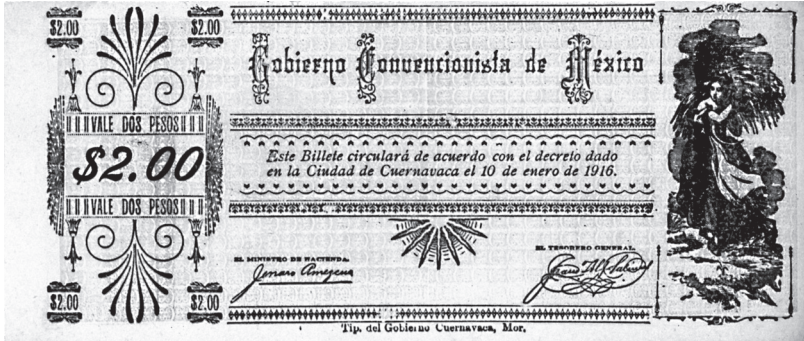 $2.00 $2.00
VALE DOS PESOS
$2.00
VALE DOS PESOS
$2.00 $2.00
Gobierno Convencionista de México
Este Billete circulará de acuerdo con el decreto dado
en la Ciudad de Cuernavaca el 10 de enero de 1916.
EL MINISTRO DE HACIENDA.
Genaro Amezcua
EL TESORERO GENERAL.
Tip. del Gobierno Cuernavaca, Mor.